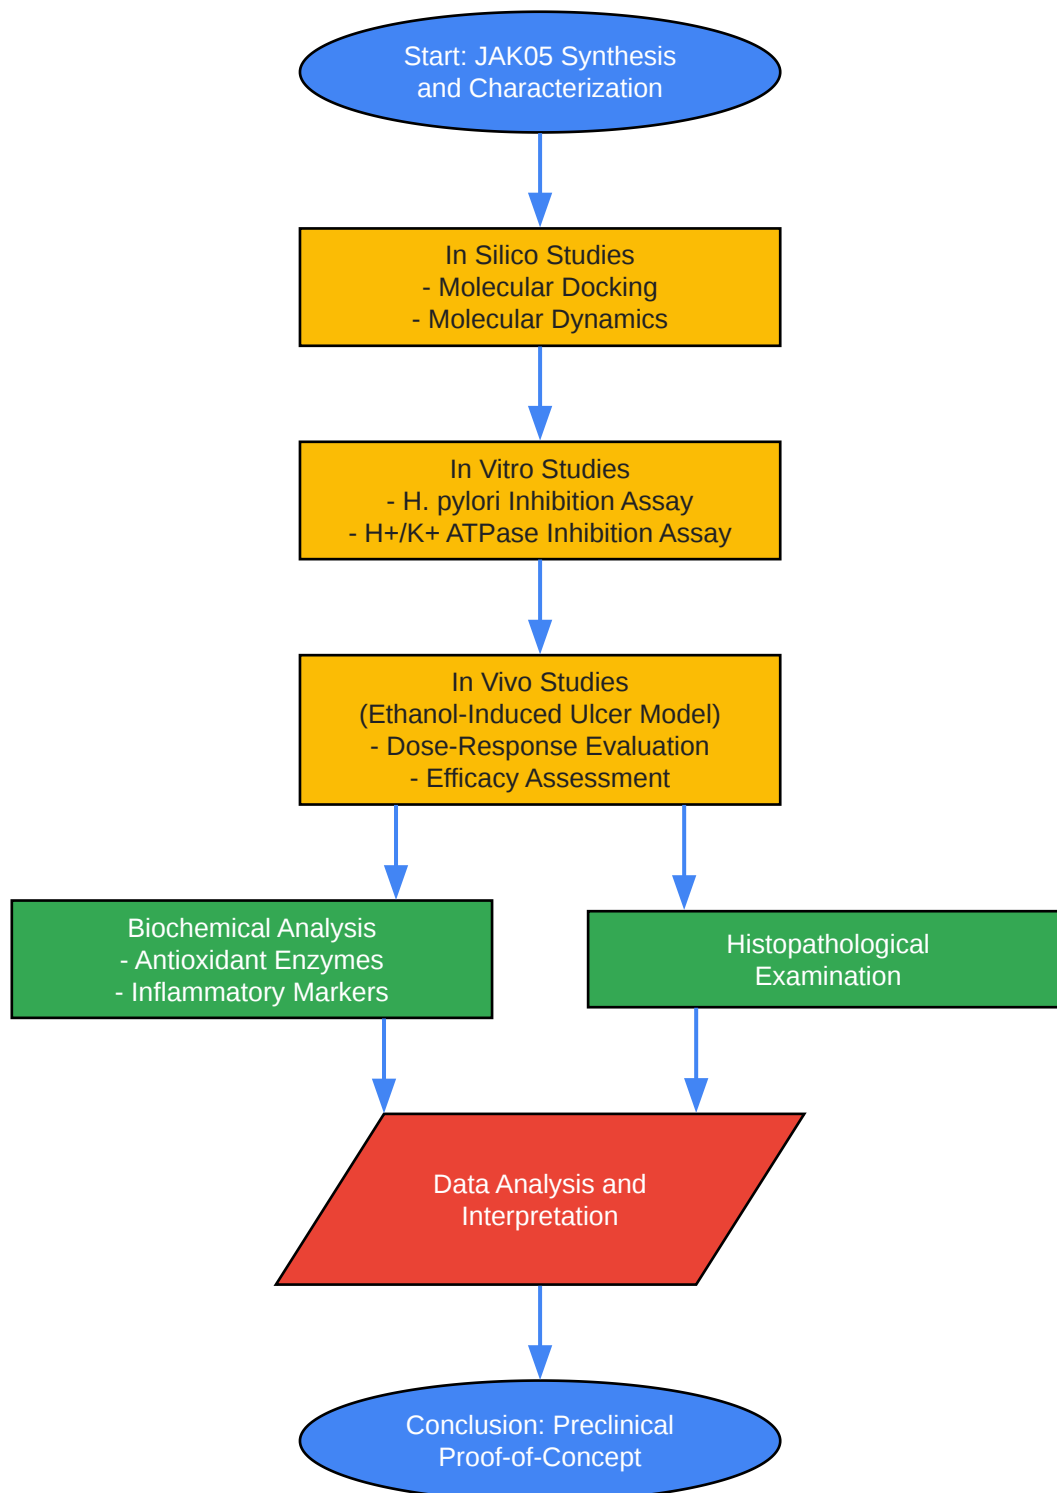 Start: JAK05 Synthesis
and Characterization
In Silico Studies
- Molecular Docking
- Molecular Dynamics
In Vitro Studies
- H. pylori Inhibition Assay
- H+/K+ ATPase Inhibition Assay
In Vivo Studies
(Ethanol-Induced Ulcer Model)
- Dose-Response Evaluation
- Efficacy Assessment
Biochemical Analysis
- Antioxidant Enzymes
- Inflammatory Markers
Histopathological
Examination
Data Analysis and
Interpretation
Conclusion: Preclinical
Proof-of-Concept